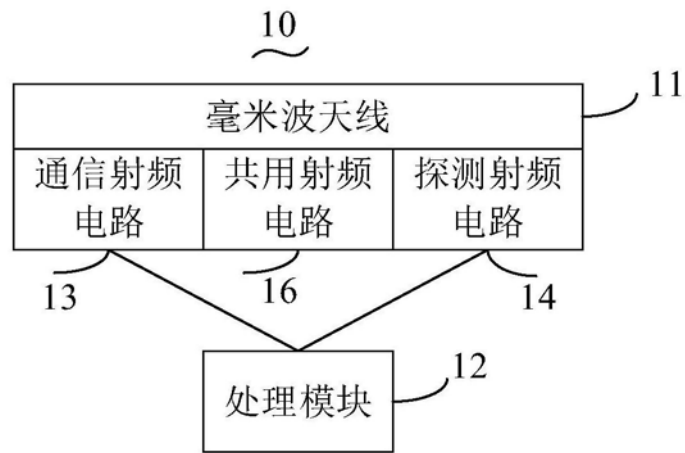 10
毫米波天线
11
通信射频 共用射频 探测射频
电路 电路 电路
13 16 14
处理模块
12